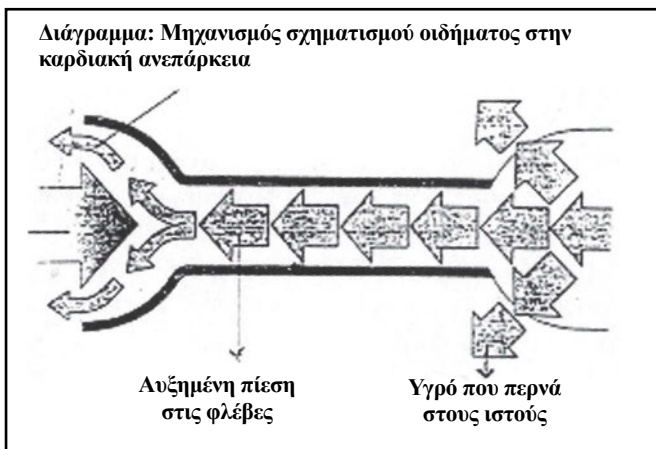 Διάγραμμα: Μηχανισμός σχηματισμού οιδήματος στην
καρδιακή ανεπάρκεια
Αυξημένη πίεση
στις φλέβες
Υγρό που περνά
στους ιστούς